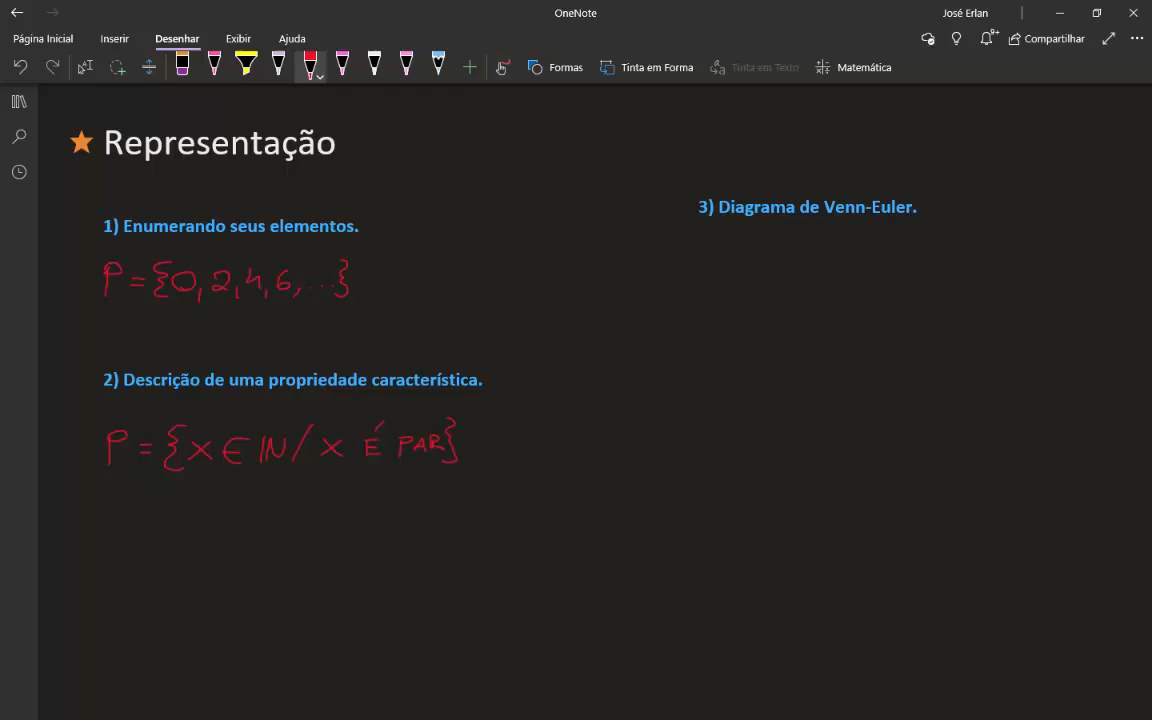 OneNote
José Erlan
Página Inicial Inserir Desenhar Exibir Ajuda
9+ Compartilhar
Formas Tinta em Forma Tinta em Texto Matemática
Representação
1) Enumerando seus elementos.
P = {0, 2, 4, 6, ...}
2) Descrição de uma propriedade característica.
P = {X ∈ IN / X É PAR}
3) Diagrama de Venn-Euler.